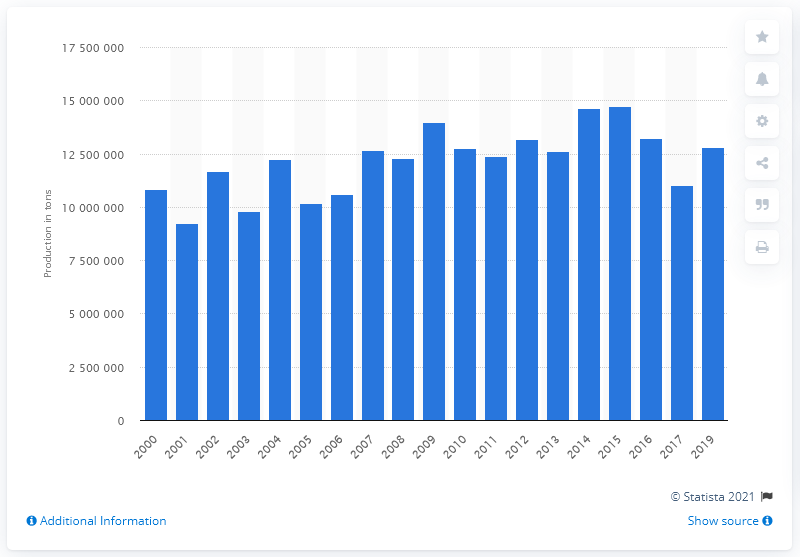 17 500 000
15 000 000
12 500 000
10 000 000
7 500 000
5 000 000
2 500 000
0
Production in tons
2000 2001 2002 2003 2004 2005 2006 2007 2008 2009 2010 2011 2012 2013 2014 2015 2016 2017 2019
© Statista 2021
Additional Information
Show source